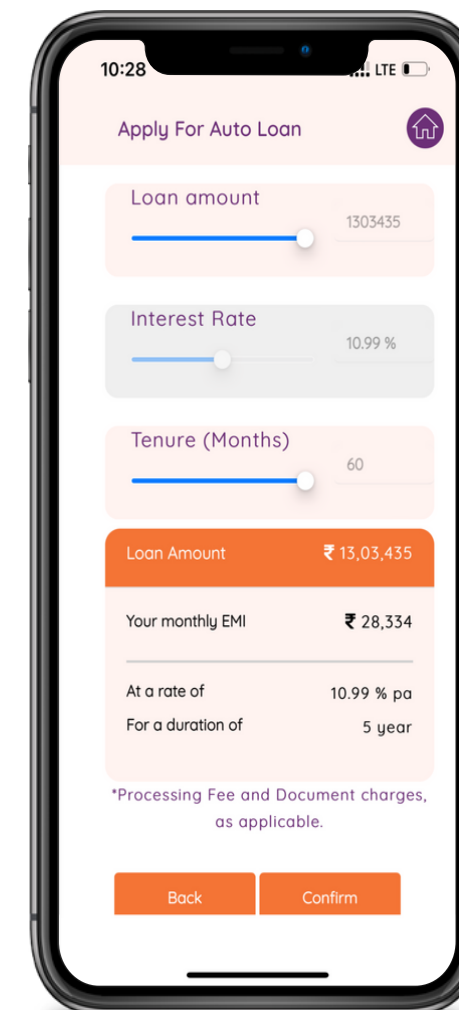 10:28
LTE
Apply For Auto Loan
Loan amount
1303435
Interest Rate
10.99 %
Tenure (Months)
60
Loan Amount ₹ 13,03,435
Your monthly EMI ₹ 28,334
At a rate of 10.99 % pa
For a duration of 5 year
*Processing Fee and Document charges,
as applicable.
Back Confirm